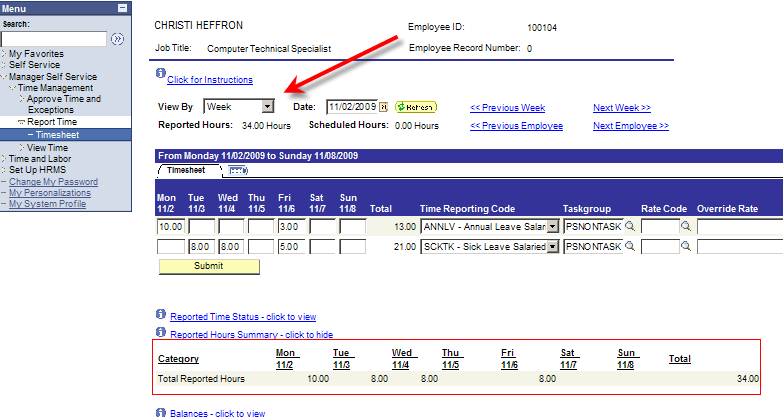 Menu
Search:
My Favorites
Self Service
Manager Self Service
Time Management
Approve Time and
Exceptions
Report Time
Timesheet
View Time
Time and Labor
Set Up HRMS
Change My Password
My Personalizations
My System Profile
CHRISTI HEFFRON Employee ID: 100104
Job Title: Computer Technical Specialist Employee Record Number: 0
Click for Instructions
View By Week Date: 11/02/2009 Refresh << Previous Week Next Week >>
Reported Hours: 34.00 Hours Scheduled Hours: 0.00 Hours << Previous Employee Next Employee >>
From Monday 11/02/2009 to Sunday 11/08/2009
Timesheet
Mon Tue Wed Thu Fri Sat Sun
11/2 11/3 11/4 11/5 11/6 11/7 11/8 Total Time Reporting Code Taskgroup Rate Code Override Rate
10.00 3.00 13.00 ANNLV - Annual Leave Salar PSNONTASK
8.00 8.00 5.00 21.00 SCKTK - Sick Leave Salaried PSNONTASK
Submit
Reported Time Status - click to view
Reported Hours Summary - click to hide
Category Mon Tue Wed Thu Fri Sat Sun Total
11/2 11/3 11/4 11/5 11/6 11/7 11/8
Total Reported Hours 10.00 8.00 8.00 8.00 34.00
Balances - click to view